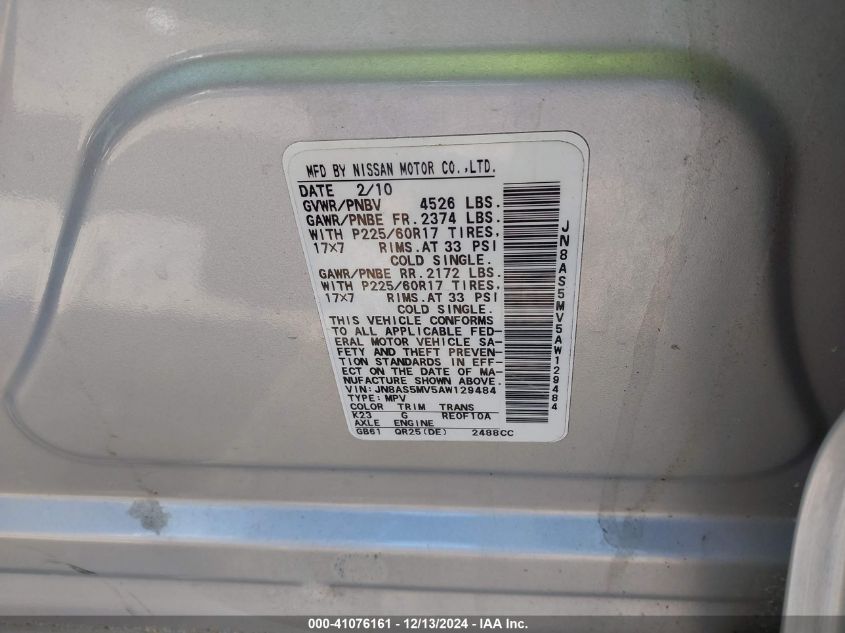 MFD BY NISSAN MOTOR CO.,LTD.
DATE 2/10
GVWR/PNBV 4526 LBS.
GAWR/PNBE FR. 2374 LBS.
WITH P225/60R17 TIRES,
17×7 RIMS. AT 33 PSI
COLD SINGLE.
GAWR/PNBE RR. 2172 LBS.
WITH P225/60R17 TIRES,
17×7 RIMS. AT 33 PSI
COLD SINGLE.
THIS VEHICLE CONFORMS
TO ALL APPLICABLE FED-
ERAL MOTOR VEHICLE SA-
FETY AND THEFT PREVEN-
TION STANDARDS IN EFF-
ECT ON THE DATE OF MA-
NUFACTURE SHOWN ABOVE.
VIN: JN8AS5MV5AW129484
TYPE: MPV
COLOR TRIM TRANS
K23 G RE0F10A
AXLE ENGINE
GB61 QR25(DE) 2488CC
JN8AS5MV5AW129484
000-41076161 - 12/13/2024 - IAA Inc.